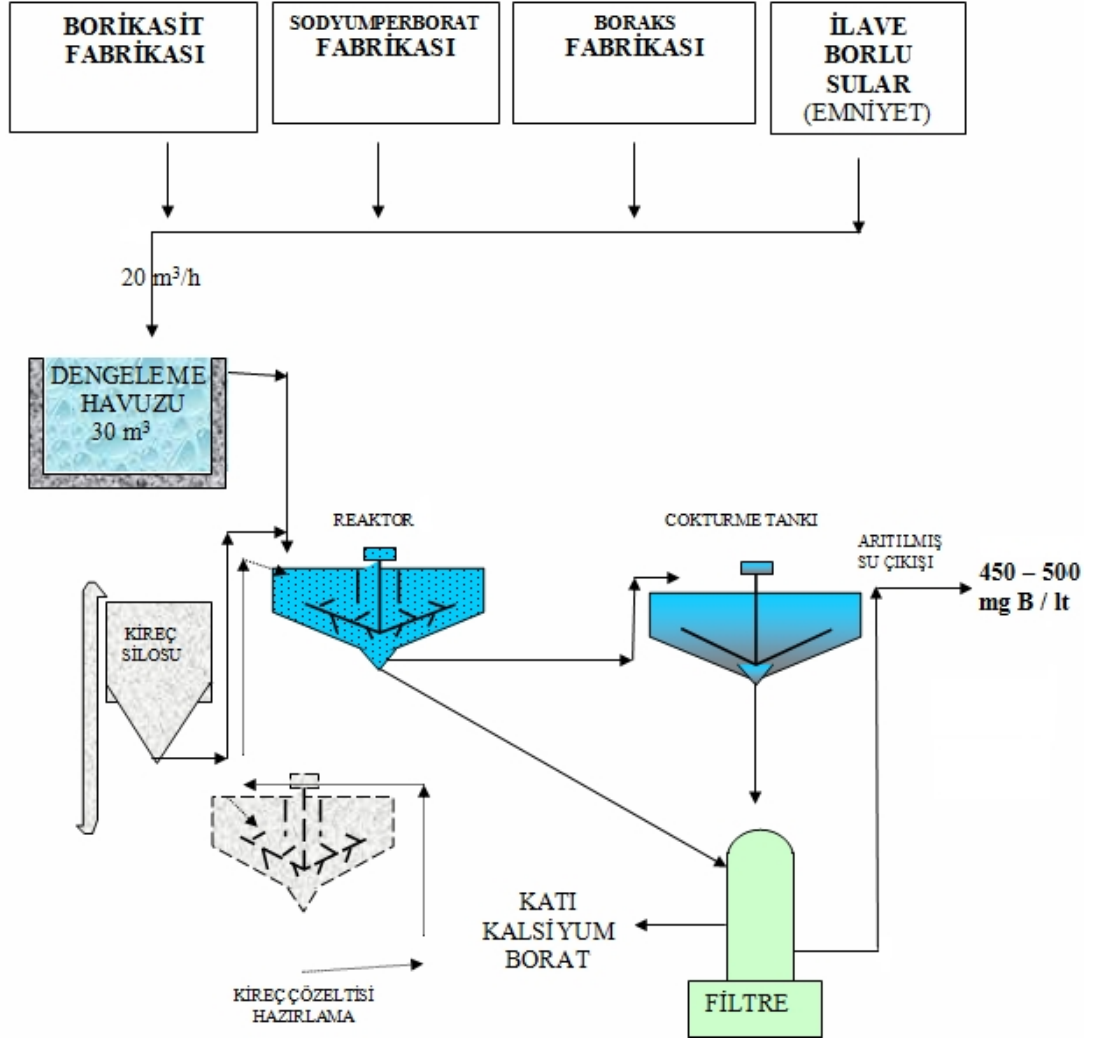 BORİKASİT
FABRİKASI
SODYUMPERBORAT
FABRİKASI
BORAKS
FABRİKASI
İLAVE
BORLU
SULAR
(EMNİYET)
20 m³/h
DENGELEME
HAVUZU
30 m³
REAKTOR
COKTURME TANKI
ARITILMIŞ
SU ÇIKIŞI
450 – 500
mg B / lt
KİREÇ
SİLOSU
KATI
KALSİYUM
BORAT
KİREÇ ÇÖZELTİSİ
HAZIRLAMA
FİLTRE